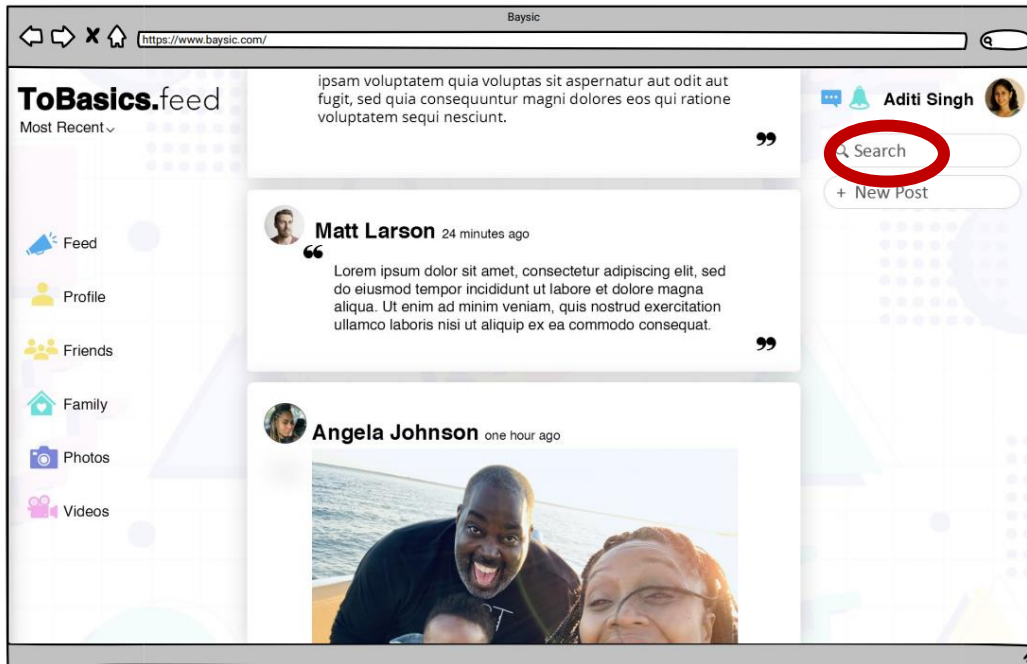 Baysic
https://www.baysic.com/
ToBasics.feed
Most Recent
Feed
Profile
Friends
Family
Photos
Videos
ipsam voluptatem quia voluptas sit aspernatur aut odit aut
fugit, sed quia consequuntur magni dolores eos qui ratione
voluptatem sequi nesciunt.
”
Matt Larson 24 minutes ago
“
Lorem ipsum dolor sit amet, consectetur adipiscing elit, sed
do eiusmod tempor incididunt ut labore et dolore magna
aliqua. Ut enim ad minim veniam, quis nostrud exercitation
ullamco laboris nisi ut aliquip ex ea commodo consequat.
”
Angela Johnson one hour ago
Aditi Singh
Search
+ New Post